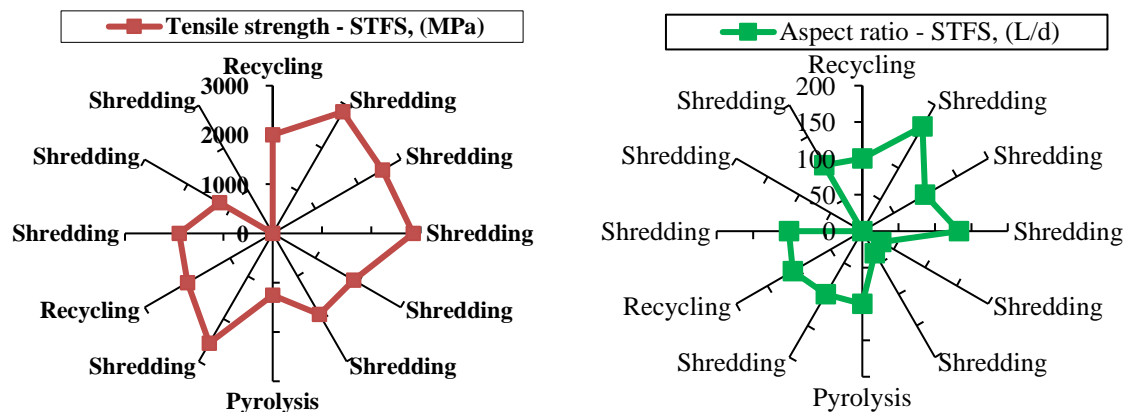 Tensile strength - STFS, (MPa)
Recycling
3000
Shredding
Shredding
2000
Shredding
Shredding
1000
Shredding
0
Shredding
Recycling
Shredding
Shredding
Shredding
Pyrolysis
Aspect ratio - STFS, (L/d)
Recycling
200
Shredding
Shredding
150
Shredding
Shredding
100
50
Shredding
0
Shredding
Recycling
Shredding
Shredding
Shredding
Pyrolysis